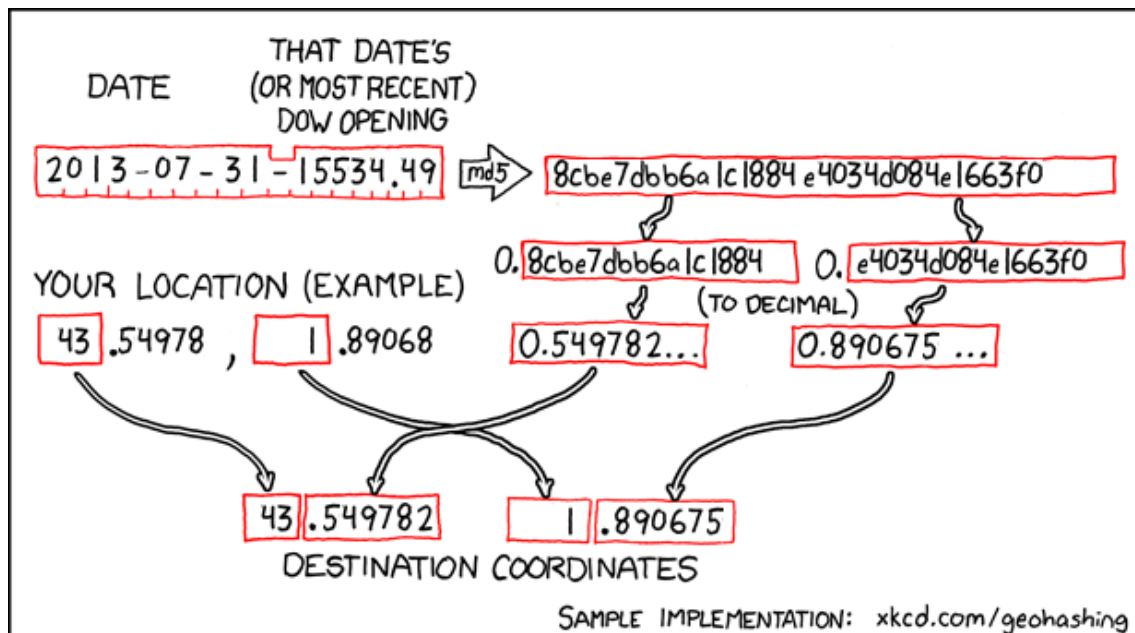 DATE
THAT DATE'S
(OR MOST RECENT)
DOW OPENING
2013-07-31-15534.49
md5
8cbe7dbb6a1c1884e4034d084e1663f0
0.8cbe7dbb6a1c1884
0.e4034d084e1663f0
YOUR LOCATION (EXAMPLE)
(TO DECIMAL)
43.54978, 1.89068
0.549782...
0.890675...
43.549782
1.890675
DESTINATION COORDINATES
SAMPLE IMPLEMENTATION: xkcd.com/geohashing